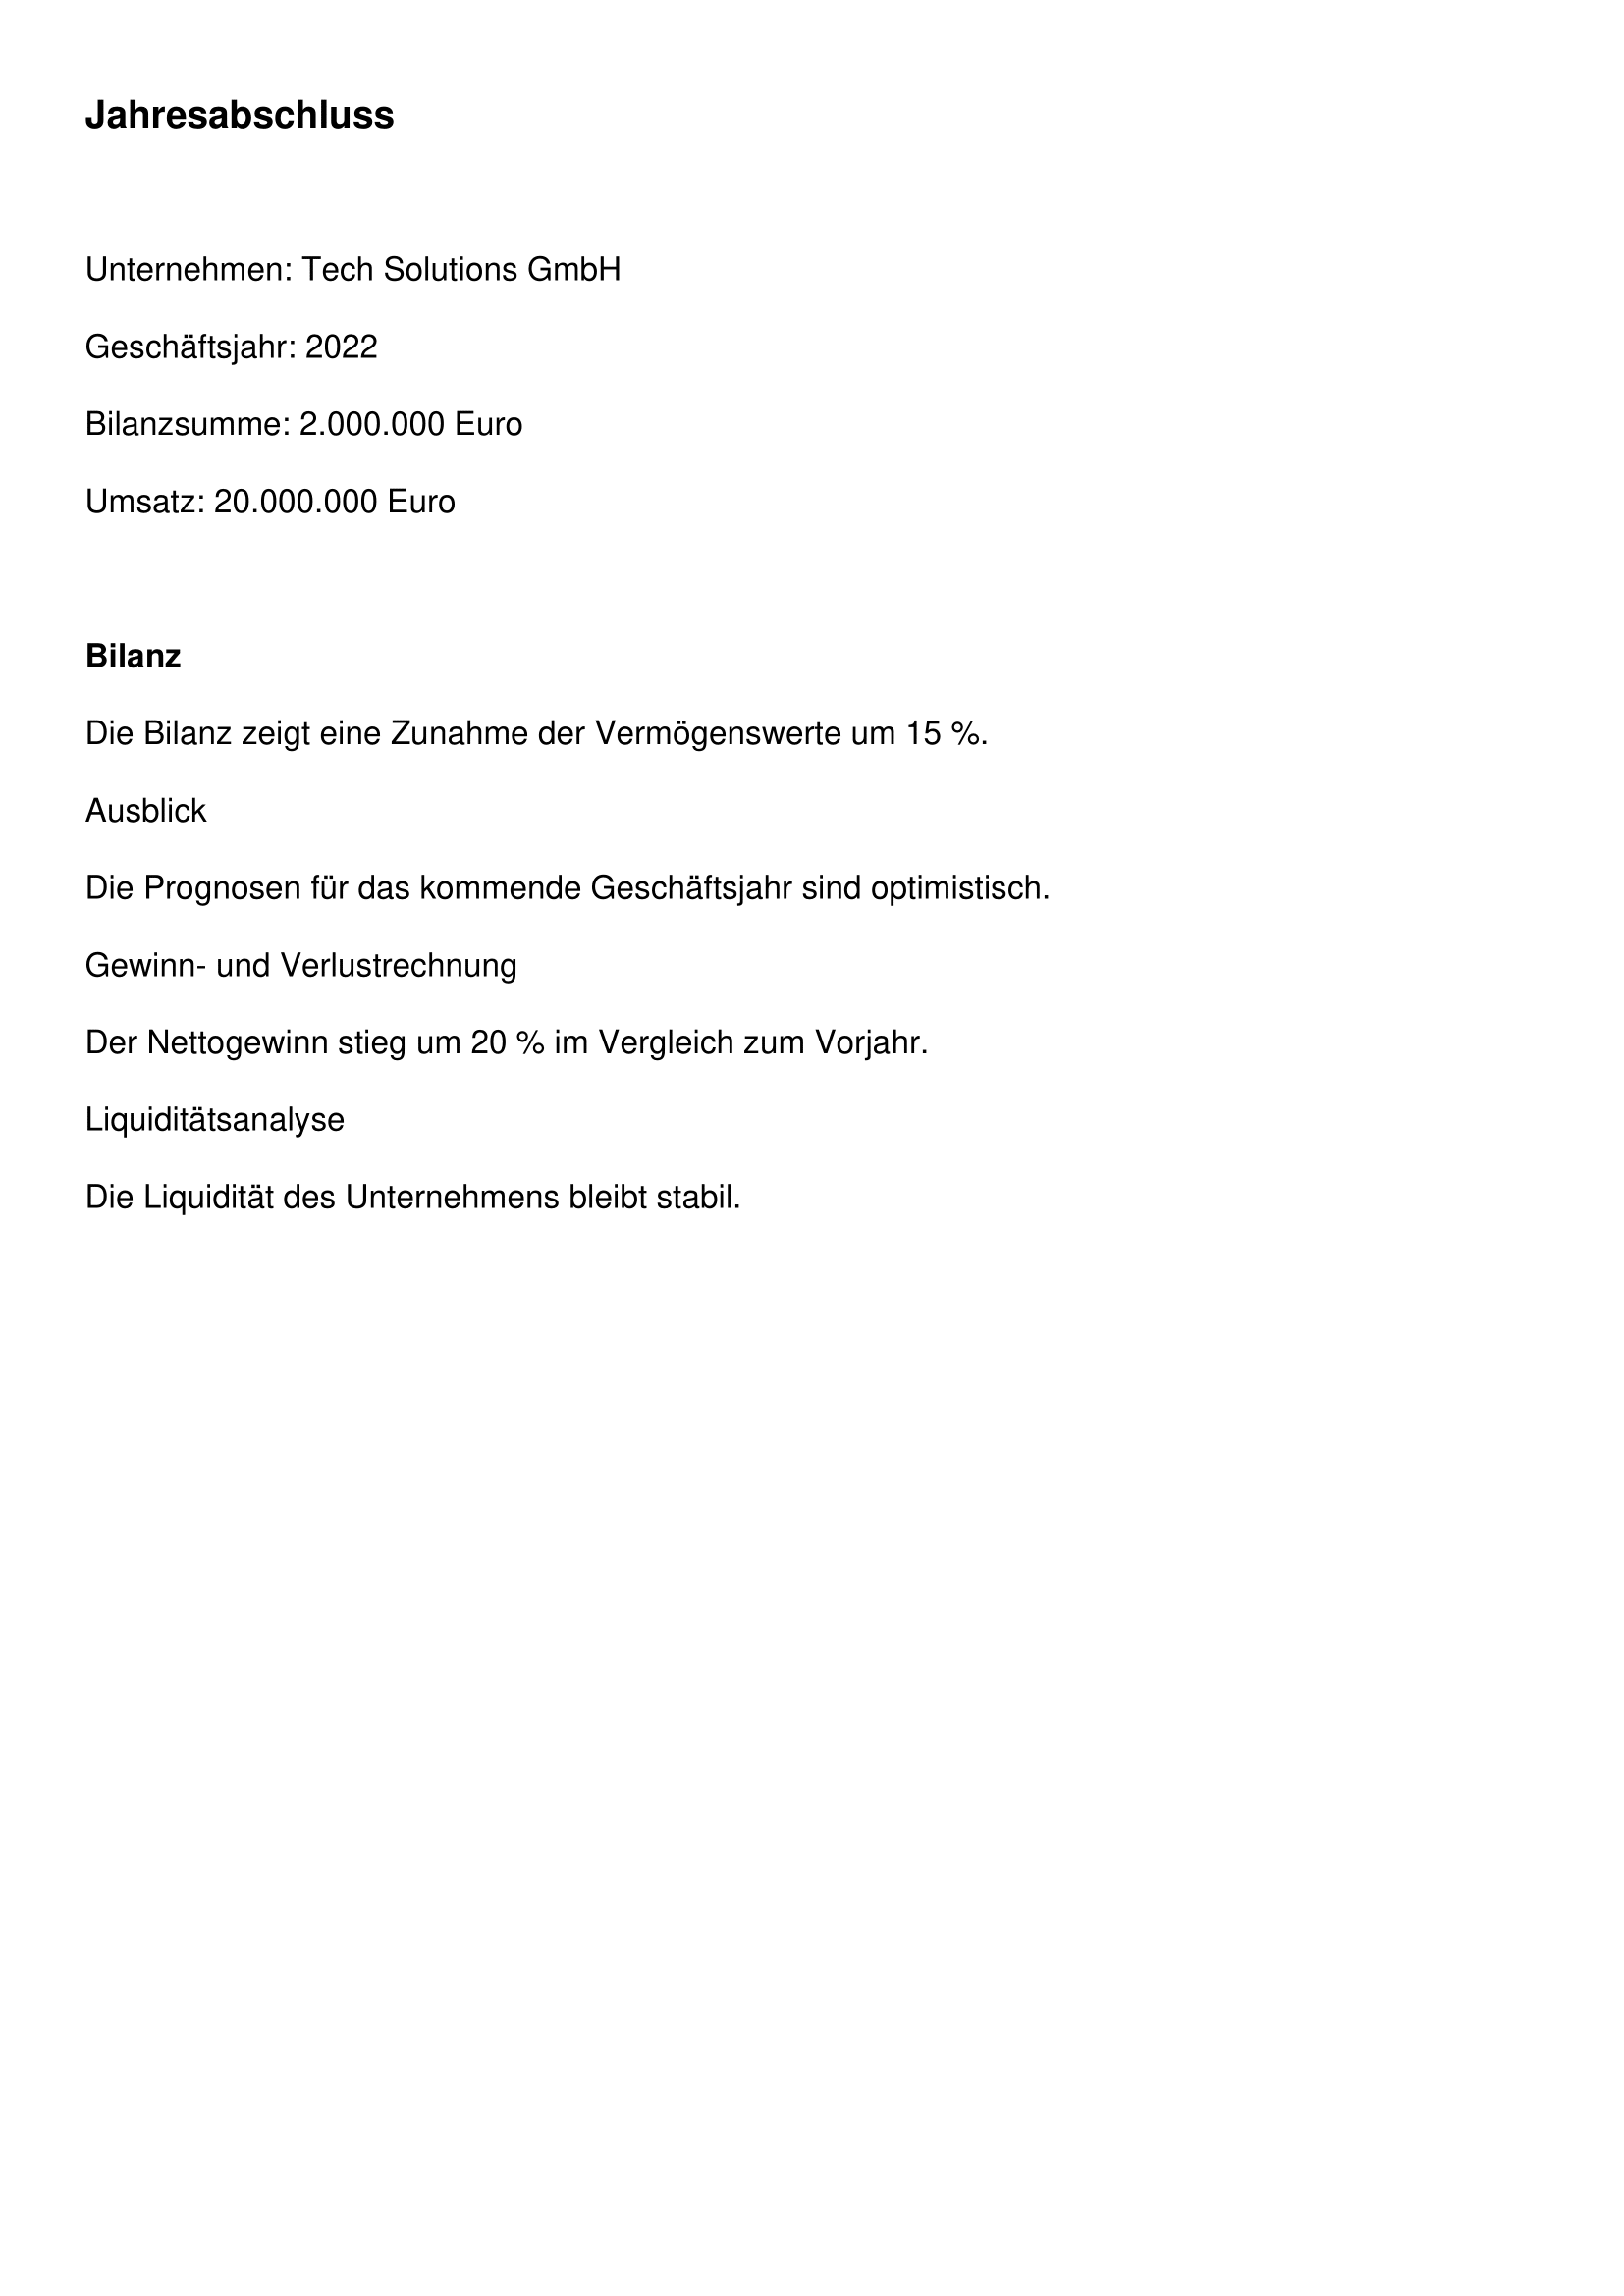 Jahresabschluss
Unternehmen: Tech Solutions GmbH
Geschäftsjahr: 2022
Bilanzsumme: 2.000.000 Euro
Umsatz: 20.000.000 Euro
Bilanz
Die Bilanz zeigt eine Zunahme der Vermögenswerte um 15 %.
Ausblick
Die Prognosen für das kommende Geschäftsjahr sind optimistisch.
Gewinn- und Verlustrechnung
Der Nettogewinn stieg um 20 % im Vergleich zum Vorjahr.
Liquiditätsanalyse
Die Liquidität des Unternehmens bleibt stabil.